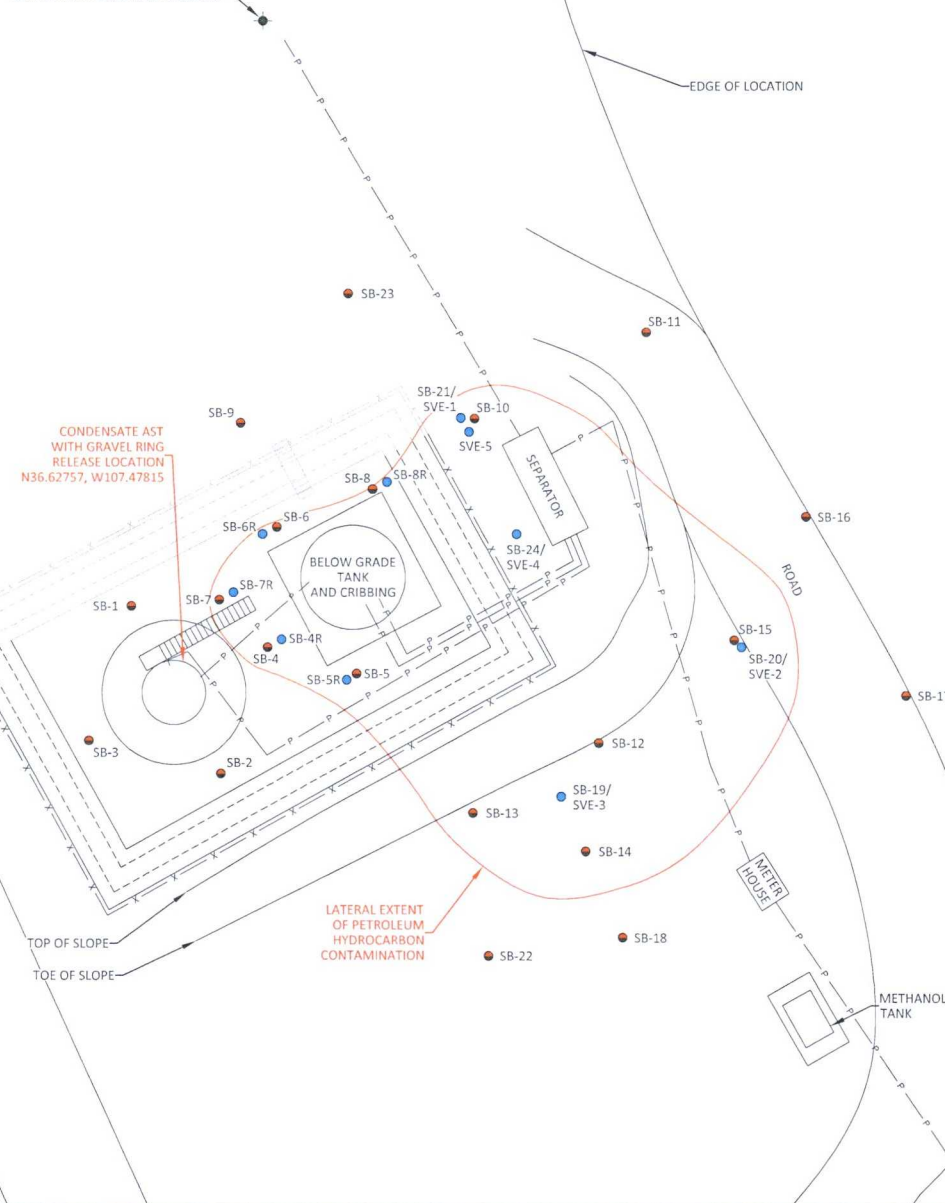 EDGE OF LOCATION
SB-23
SB-11
SB-21/
SVE-1
SB-10
SVE-5
SB-9
CONDENSATE AST
WITH GRAVEL RING
RELEASE LOCATION
N36.62757, W107.47815
SEPARATOR
SB-8
SB-8R
SB-6R
SB-6
SB-16
SB-24/
SVE-4
BELOW GRADE
TANK
AND CRIBBING
ROAD
SB-7R
SB-7
SB-1
SB-4R
SB-4
SB-15
SB-20/
SVE-2
SB-5R
SB-5
SB-3
SB-2
SB-12
SB-19/
SVE-3
SB-13
SB-14
METER
HOUSE
LATERAL EXTENT
OF PETROLEUM
HYDROCARBON
CONTAMINATION
TOP OF SLOPE
TOE OF SLOPE
SB-18
SB-22
METHANOL
TANK
P P P P P P P P
X X X X X X X X